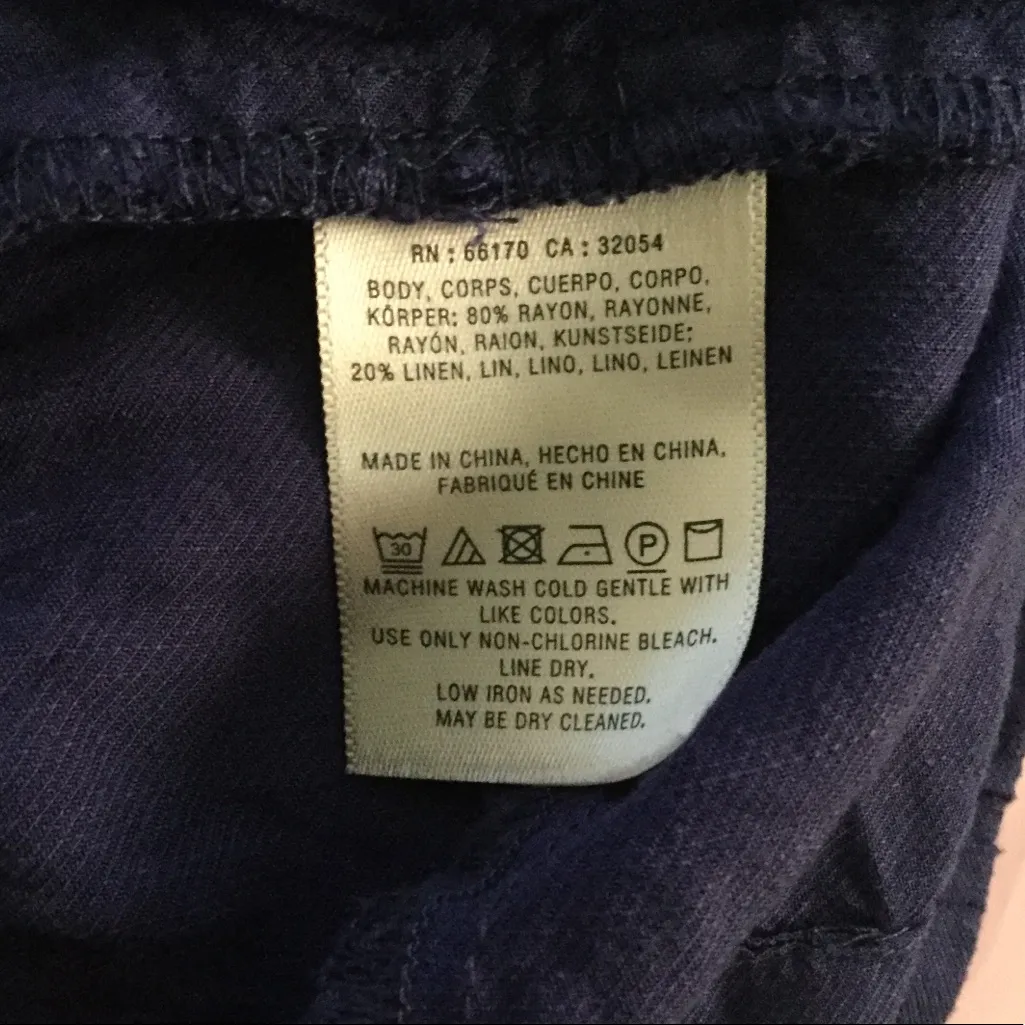 RN : 66170 CA : 32054
BODY, CORPS, CUERPO, CORPO,
KÖRPER: 80% RAYON, RAYONNE,
RAYÓN, RAION, KUNSTSEIDE;
20% LINEN, LIN, LINO, LINO, LEINEN
MADE IN CHINA, HECHO EN CHINA,
FABRIQUÉ EN CHINE
30 P
MACHINE WASH COLD GENTLE WITH
LIKE COLORS.
USE ONLY NON-CHLORINE BLEACH.
LINE DRY.
LOW IRON AS NEEDED.
MAY BE DRY CLEANED.